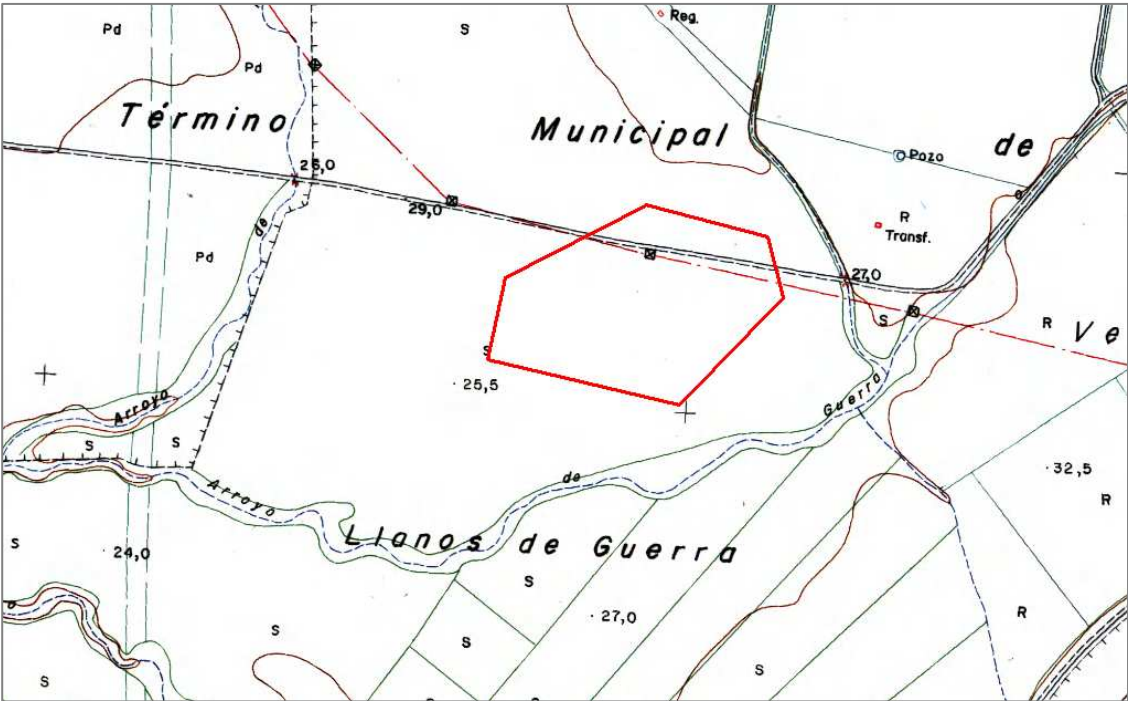 Pd
S
Reg.
Pd
Término Municipal de
Pozo
26,0
29,0
de
R
Transf.
Pd
27,0
S
R
Ve
S
25,5
Arroyo
Guerra
S
S
32,5
de
Arroyo
R
Llanos de Guerra
S
24,0
S
27,0
R
S
S
S
S